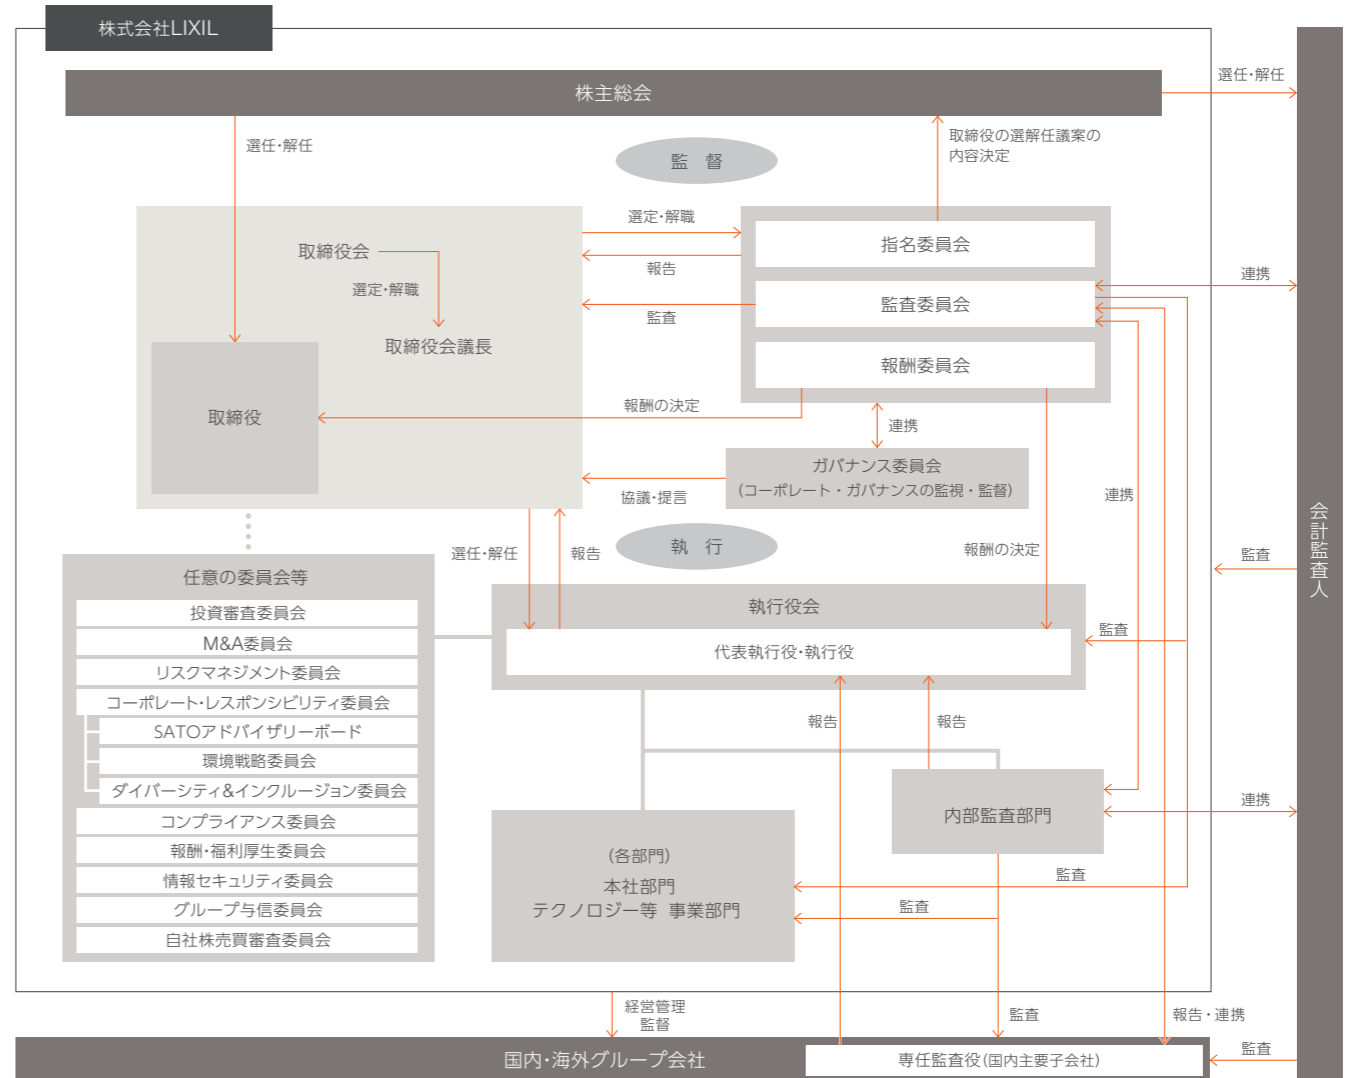 株式会社LIXIL
株主総会
選任・解任
選任・解任
取締役の選解任議案の
内容決定
監 督
選定・解職
報告
監査
取締役会
選定・解職
取締役会議長
取締役
指名委員会
監査委員会
報酬委員会
連携
報酬の決定
連携
ガバナンス委員会
(コーポレート・ガバナンスの監視・監督)
協議・提言
連携
選任・解任
報告
執 行
報酬の決定
会計監査人
監査
任意の委員会等
投資審査委員会
M&A委員会
リスクマネジメント委員会
コーポレート・レスポンシビリティ委員会
SATOアドバイザリーボード
環境戦略委員会
ダイバーシティ&インクルージョン委員会
コンプライアンス委員会
報酬・福利厚生委員会
情報セキュリティ委員会
グループ与信委員会
自社株売買審査委員会
執行役会
代表執行役・執行役
監査
報告
報告
内部監査部門
連携
(各部門)
本社部門
テクノロジー等 事業部門
監査
監査
経営管理
監督
監査
報告・連携
国内・海外グループ会社
専任監査役(国内主要子会社)
監査